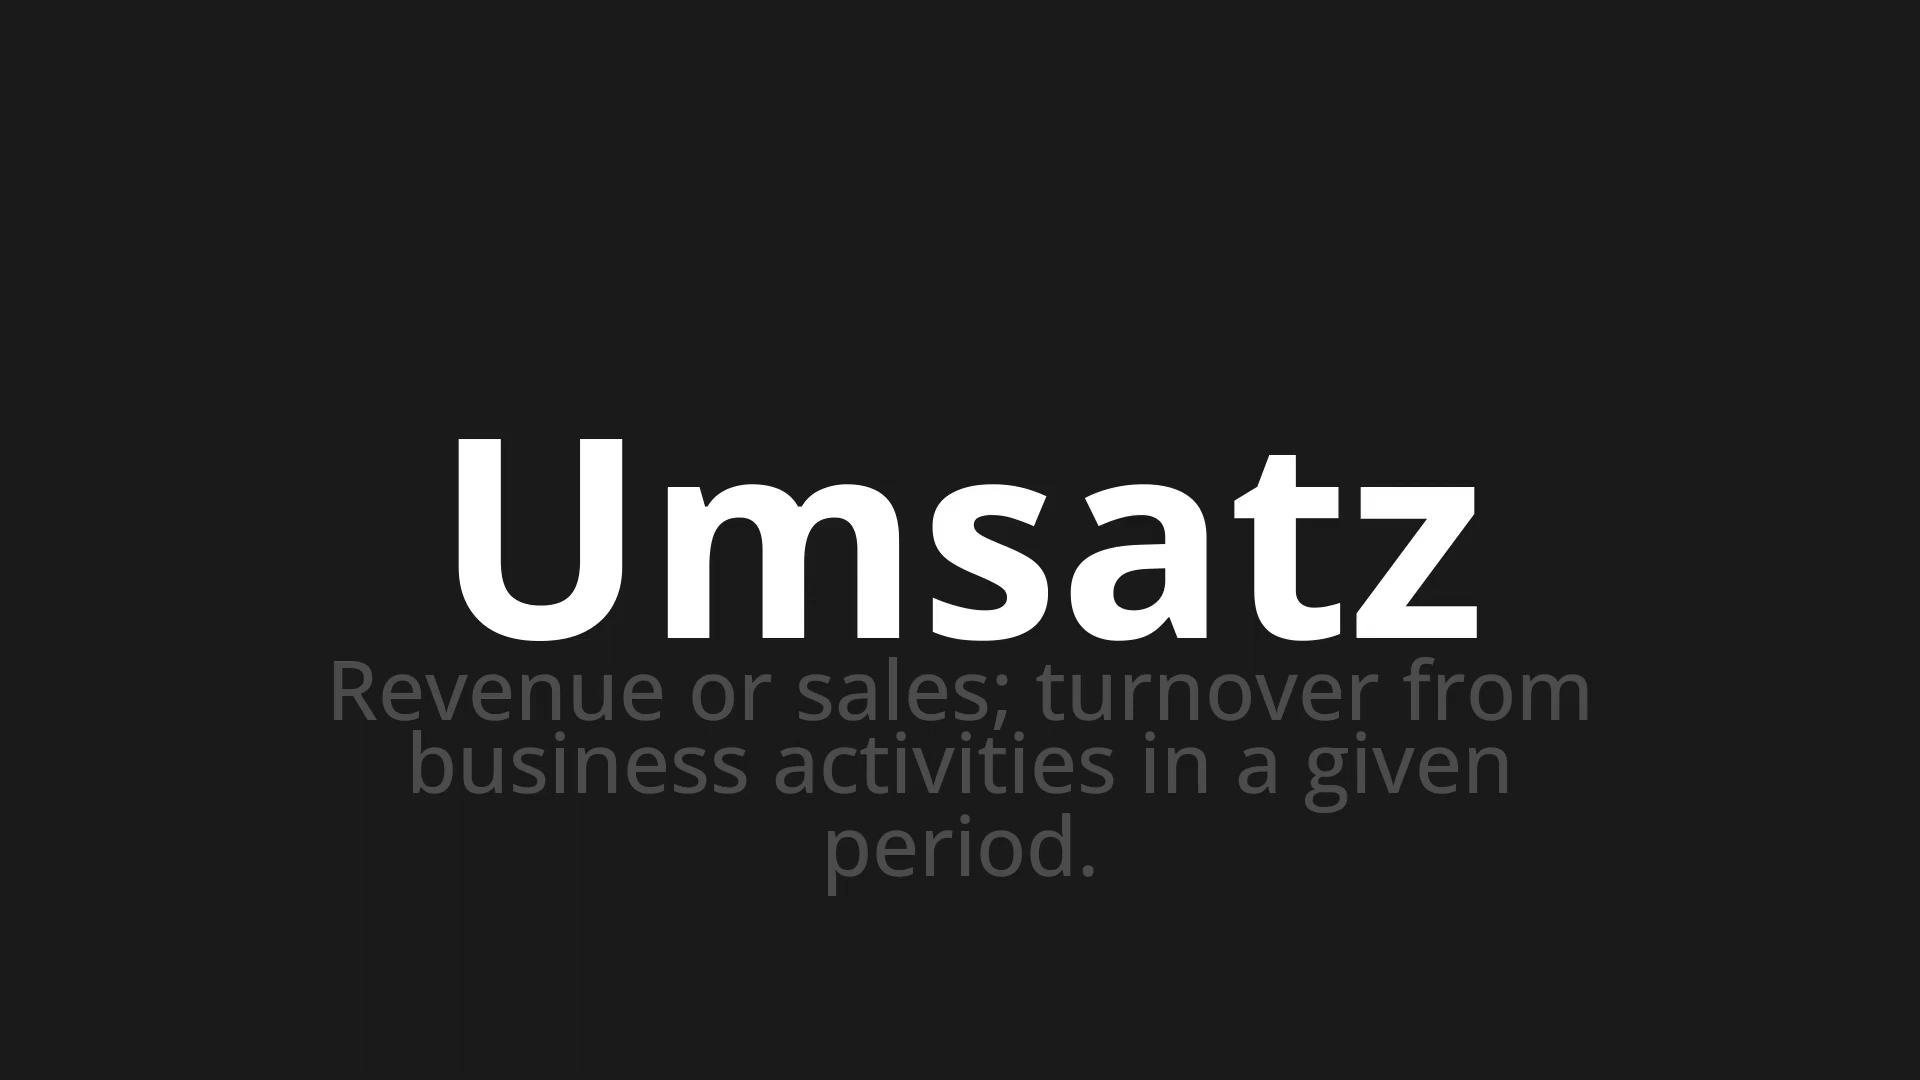 Umsatz
Revenue or sales; turnover from
business activities in a given
period.